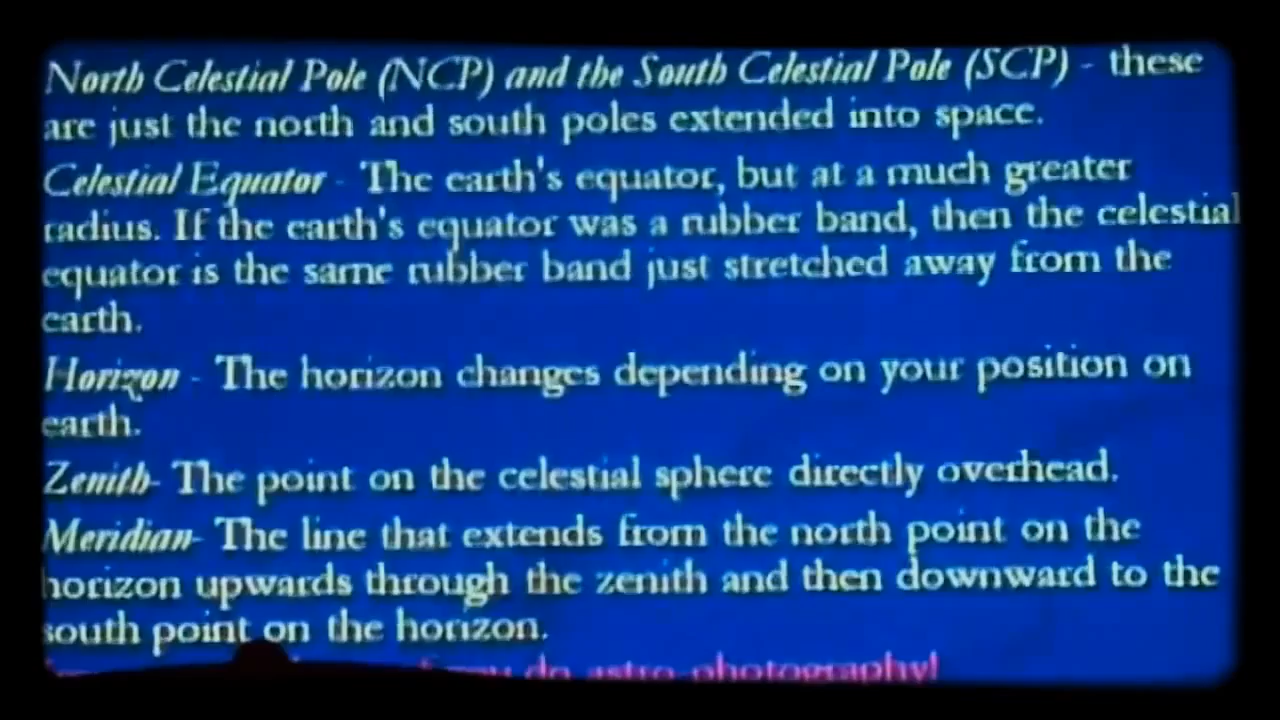 North Celestial Pole (NCP) and the South Celestial Pole (SCP) - these
are just the north and south poles extended into space.
Celestial Equator - The earth's equator, but at a much greater
radius. If the earth's equator was a rubber band, then the celestial
equator is the same rubber band just stretched away from the
earth.
Horizon - The horizon changes depending on your position on
earth.
Zenith- The point on the celestial sphere directly overhead.
Meridian- The line that extends from the north point on the
horizon upwards through the zenith and then downward to the
south point on the horizon.
you do astro-photography!